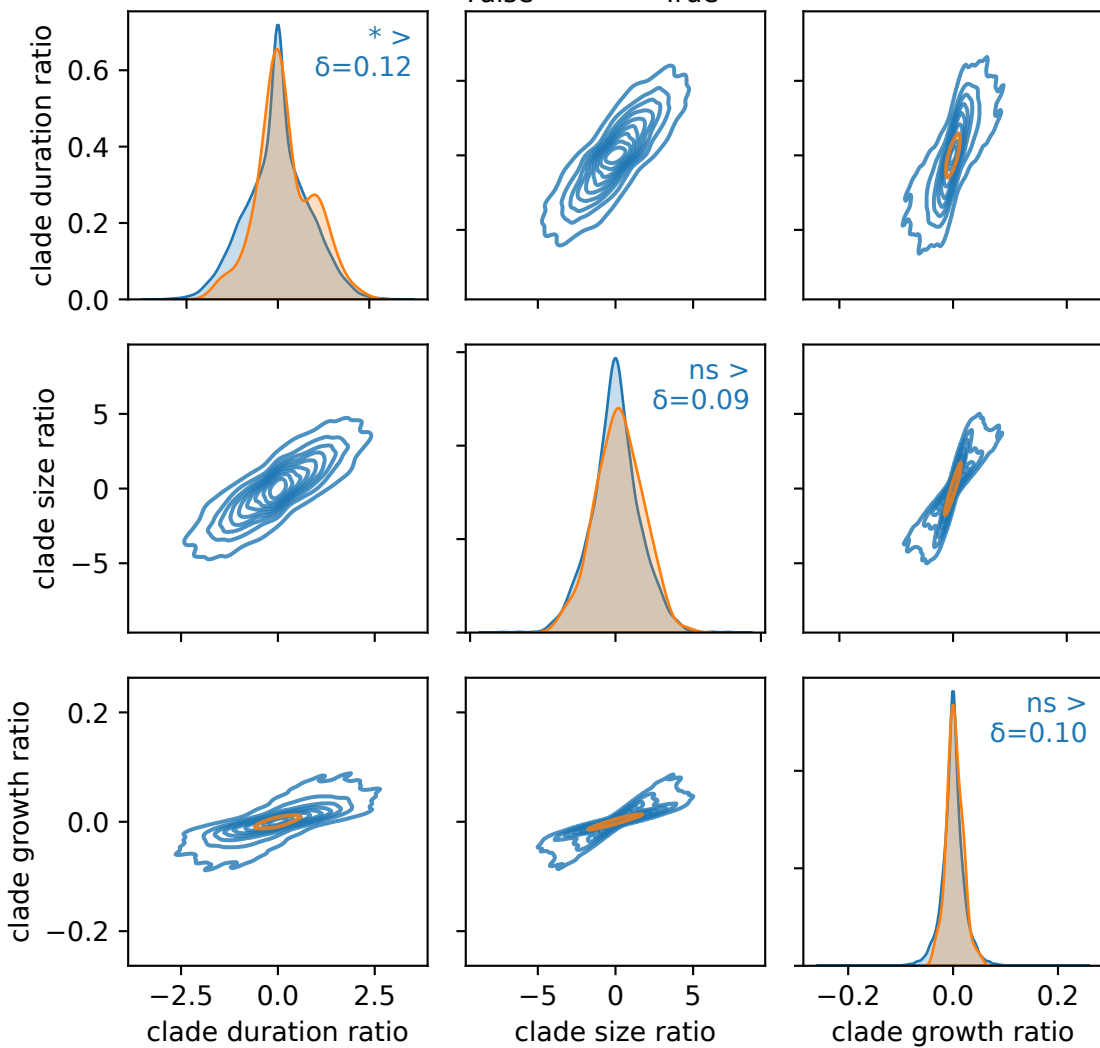 * >
δ=0.12
clade duration ratio
0.6
0.4
0.2
0.0
ns >
δ=0.09
clade size ratio
5
0
−5
ns >
δ=0.10
clade growth ratio
0.2
0.0
−0.2
−2.5 0.0 2.5
−5 0 5
−0.2 0.0 0.2
clade duration ratio
clade size ratio
clade growth ratio